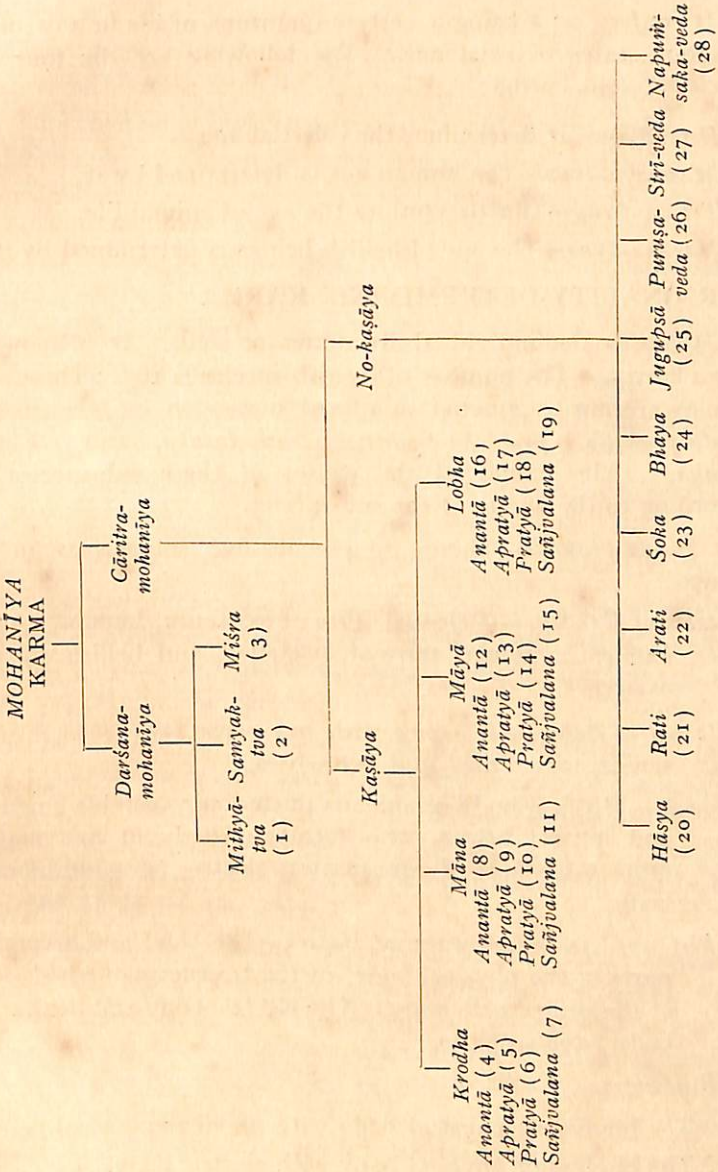 MOHANĪYA
KARMA
Darśana-
mohanīya
Cāritra-
mohanīya
Mithyā-
tva
(1)
Samyak-
tva
(2)
Miśra
(3)
Kaṣāya
No-kaṣāya
Krodha
Anontā (4)
Apratyā (5)
Pratyā (6)
Sañjvalana (7)
Māna
Anantā (8)
Apratyā (9)
Pratyā (10)
Sañjvalana (11)
Māyā
Anantā (12)
Apratyā (13)
Pratyā (14)
Sañjvalana (15)
Lobha
Anantā (16)
Apratyā (17)
Pratyā (18)
Sañjvalana (19)
Hāsya
(20)
Rati
(21)
Arati
(22)
Śoka
(23)
Bhaya
(24)
Jugupsā
(25)
Puruṣa-
veda (26)
Strī-veda
(27)
Napuṁ-
saka-veda
(28)